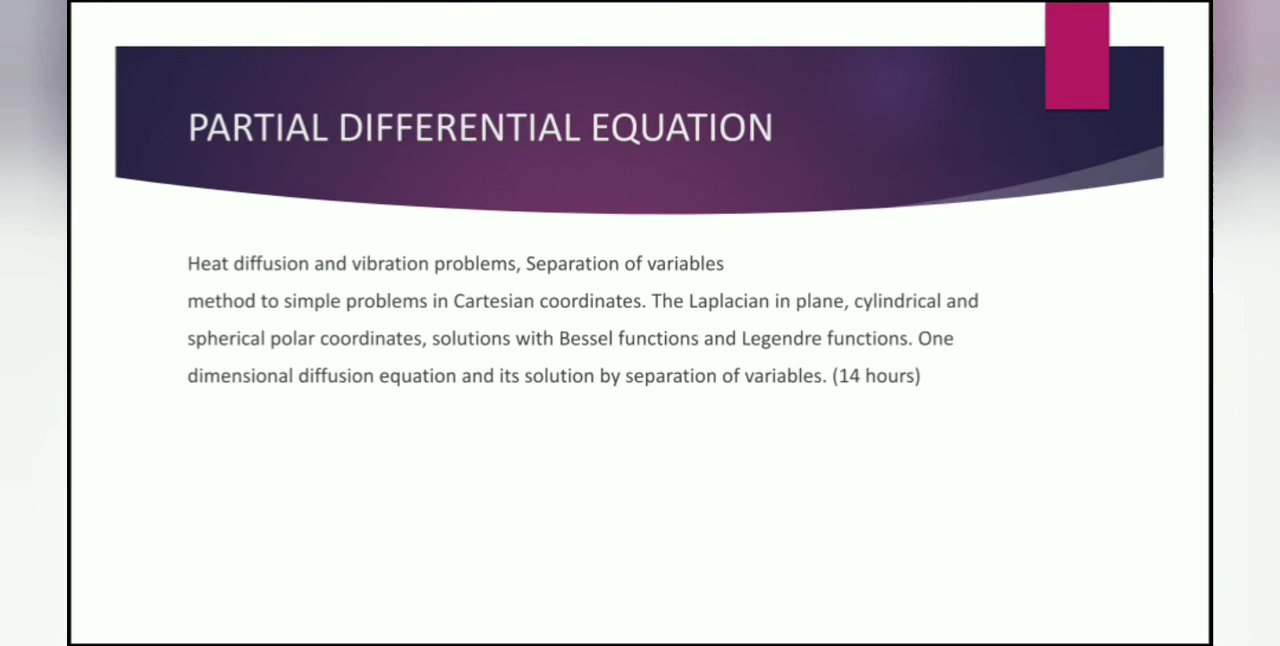 PARTIAL DIFFERENTIAL EQUATION
Heat diffusion and vibration problems, Separation of variables
method to simple problems in Cartesian coordinates. The Laplacian in plane, cylindrical and
spherical polar coordinates, solutions with Bessel functions and Legendre functions. One
dimensional diffusion equation and its solution by separation of variables. (14 hours)